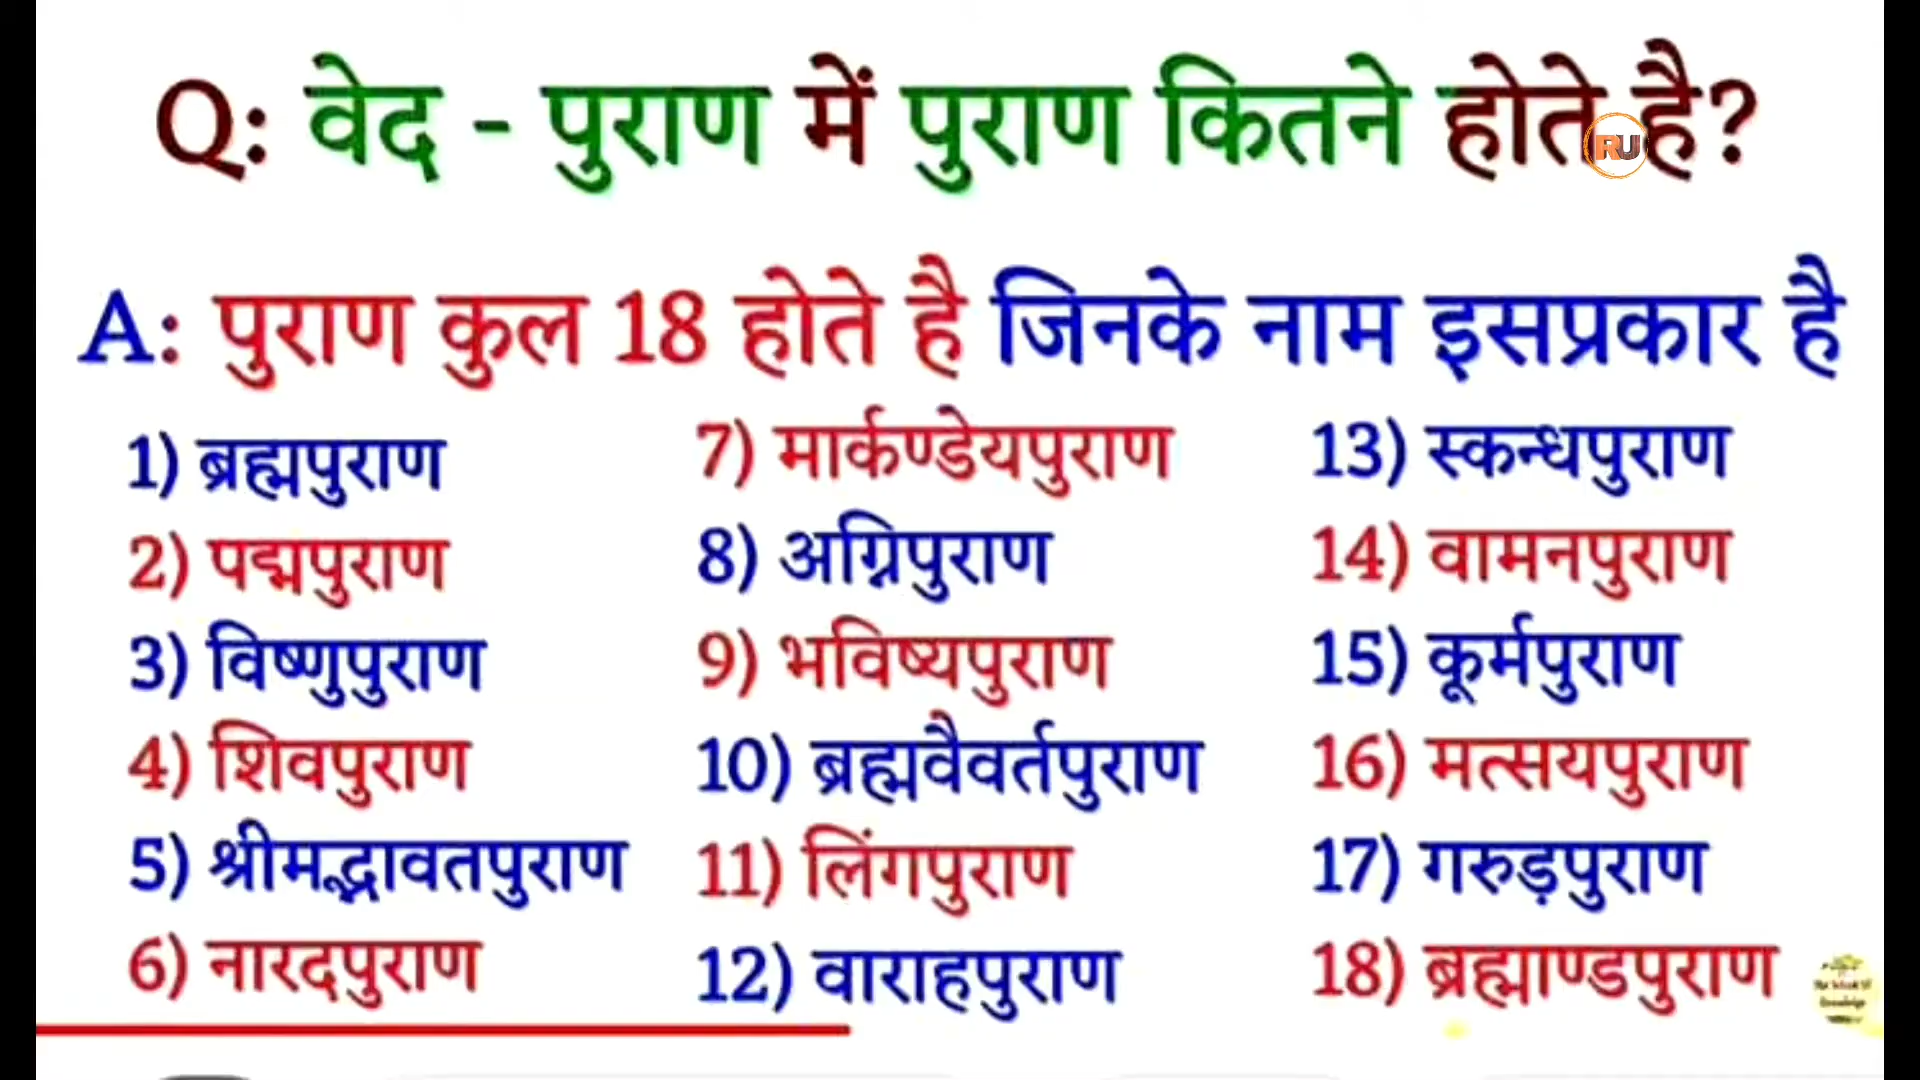 Q: वेद - पुराण में पुराण कितने होते है?
RU
A: पुराण कुल 18 होते है जिनके नाम इसप्रकार है
1) ब्रह्मपुराण
2) पद्मपुराण
3) विष्णुपुराण
4) शिवपुराण
5) श्रीमद्भावतपुराण
6) नारदपुराण
7) मार्कण्डेयपुराण
8) अग्निपुराण
9) भविष्यपुराण
10) ब्रह्मवैवर्तपुराण
11) लिंगपुराण
12) वाराहपुराण
13) स्कन्धपुराण
14) वामनपुराण
15) कूर्मपुराण
16) मत्सयपुराण
17) गरुड़पुराण
18) ब्रह्माण्डपुराण